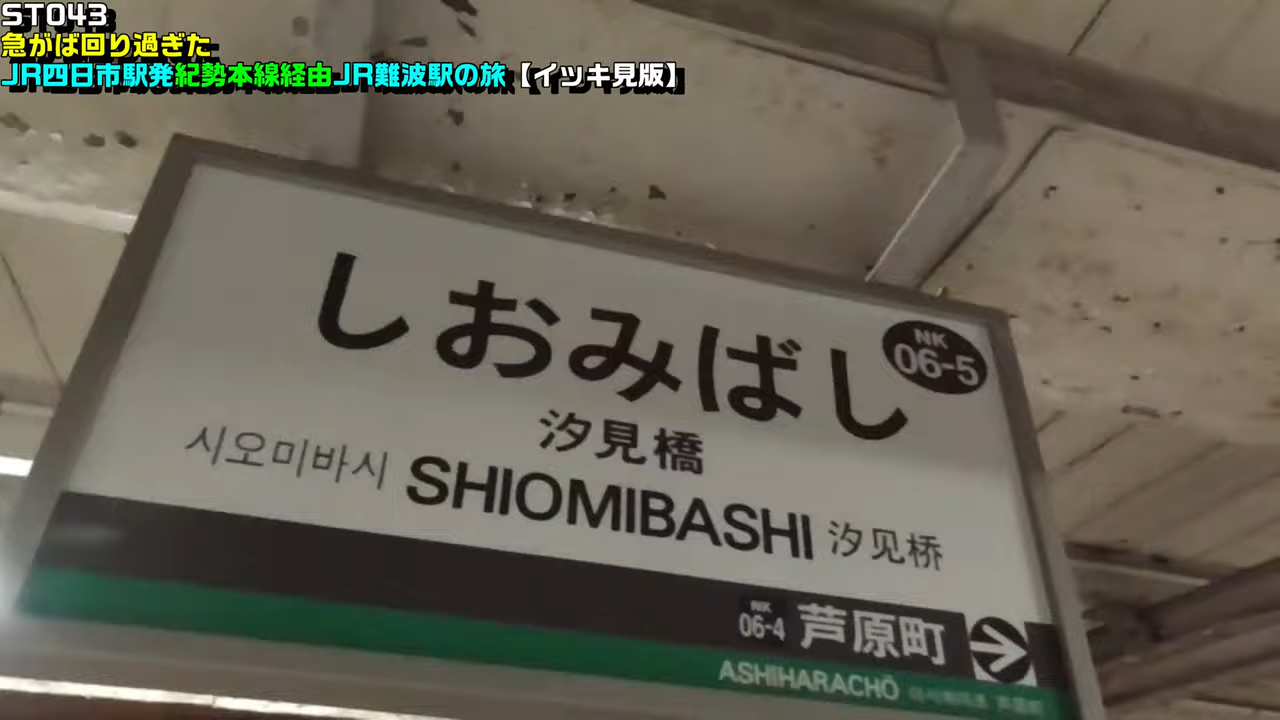 ST043
急がば回り過ぎた
JR四日市駅発紀勢本線経由JR難波駅の旅【イッキ見版】
しおみばし
NK
06-5
汐見橋
시오미바시 SHIOMIBASHI 汐见桥
NK
06-4 芦原町
ASHIHARACHŌ